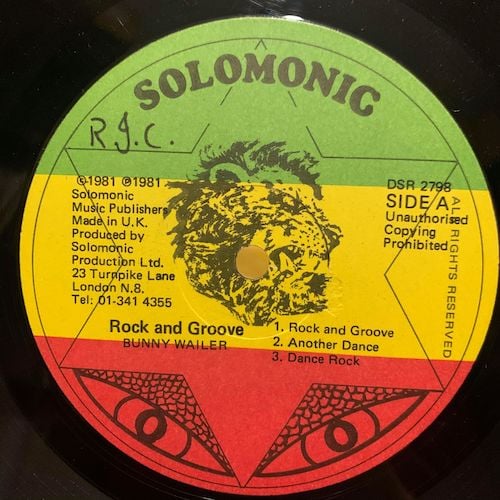 SOLOMONIC
R.J.C.
©1981 ℗1981
Solomonic
Music Publishers
Made in U.K.
Produced by
Solomonic
Production Ltd.
23 Turnpike Lane
London N.8.
Tel: 01-341 4355
DSR 2798
SIDE A
Unauthorised
Copying
Prohibited
ALL RIGHTS RESERVED
Rock and Groove
BUNNY WAILER
1. Rock and Groove
2. Another Dance
3. Dance Rock